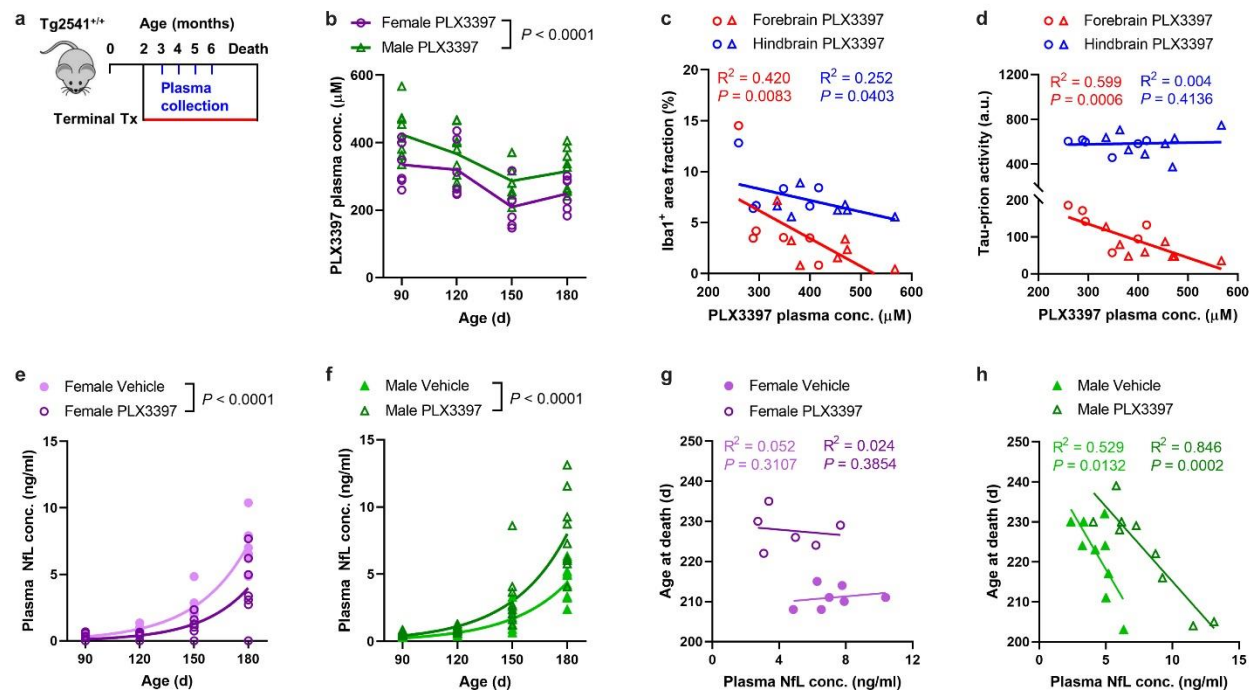 a
Tg2541+/+
Age (months)
0 2 3 4 5 6 Death
Plasma
collection
Terminal Tx
b
Female PLX3397
Male PLX3397
P < 0.0001
PLX3397 plasma conc. (μM)
600
400
200
0
90 120 150 180
Age (d)
c
Forebrain PLX3397
Hindbrain PLX3397
R2 = 0.420 R2 = 0.252
P = 0.0083 P = 0.0403
Iba1+ area fraction (%)
20
15
10
5
0
200 300 400 500 600
PLX3397 plasma conc. (μM)
d
Forebrain PLX3397
Hindbrain PLX3397
R2 = 0.599 R2 = 0.004
P = 0.0006 P = 0.4136
Tau-prion activity (a.u.)
1200
800
400
200
100
0
200 300 400 500 600
PLX3397 plasma conc. (μM)
e
Female Vehicle
Female PLX3397
P < 0.0001
Plasma NfL conc. (ng/ml)
15
10
5
0
90 120 150 180
Age (d)
f
Male Vehicle
Male PLX3397
P < 0.0001
Plasma NfL conc. (ng/ml)
15
10
5
0
90 120 150 180
Age (d)
g
Female Vehicle
Female PLX3397
R2 = 0.052 R2 = 0.024
P = 0.3107 P = 0.3854
Age at death (d)
250
240
230
220
210
200
0 4 8 12
Plasma NfL conc. (ng/ml)
h
Male Vehicle
Male PLX3397
R2 = 0.529 R2 = 0.846
P = 0.0132 P = 0.0002
Age at death (d)
250
240
230
220
210
200
0 5 10 15
Plasma NfL conc. (ng/ml)